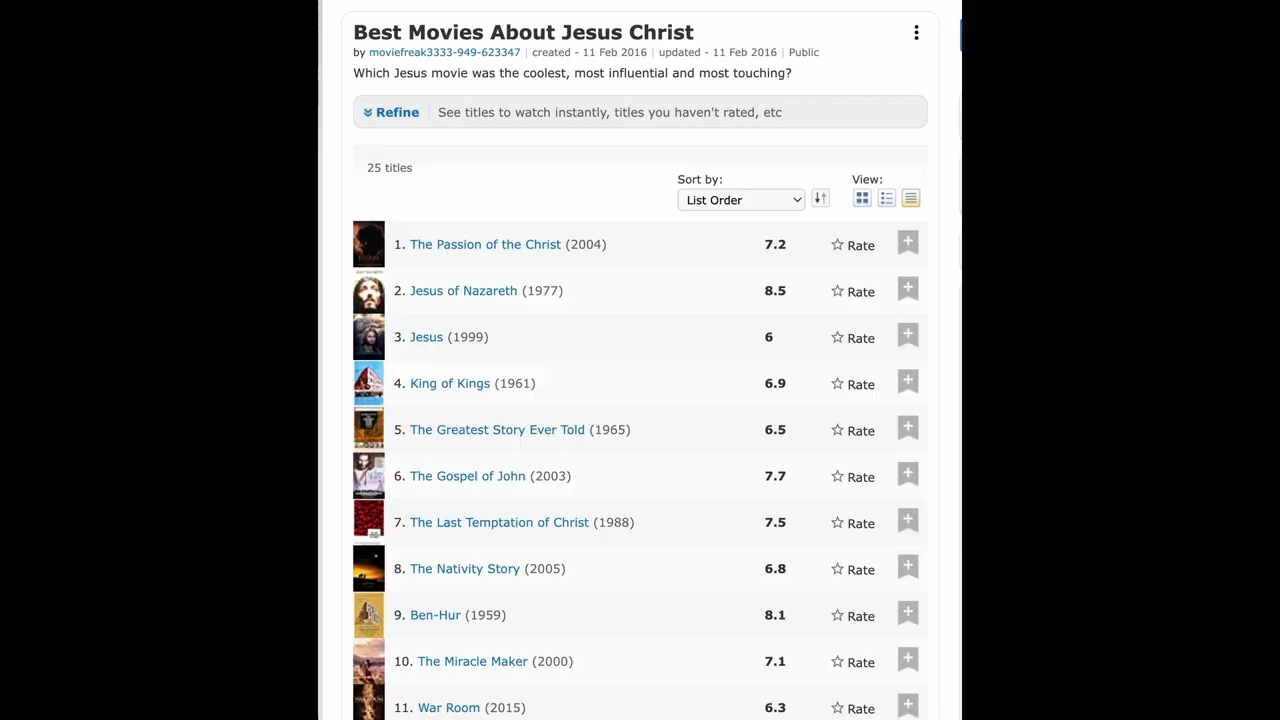 Best Movies About Jesus Christ
by moviefreak3333-949-623347 | created - 11 Feb 2016 | updated - 11 Feb 2016 | Public
Which Jesus movie was the coolest, most influential and most touching?
Refine | See titles to watch instantly, titles you haven't rated, etc
25 titles
Sort by: View:
List Order
1. The Passion of the Christ (2004) 7.2 Rate
2. Jesus of Nazareth (1977) 8.5 Rate
3. Jesus (1999) 6 Rate
4. King of Kings (1961) 6.9 Rate
5. The Greatest Story Ever Told (1965) 6.5 Rate
6. The Gospel of John (2003) 7.7 Rate
7. The Last Temptation of Christ (1988) 7.5 Rate
8. The Nativity Story (2005) 6.8 Rate
9. Ben-Hur (1959) 8.1 Rate
10. The Miracle Maker (2000) 7.1 Rate
11. War Room (2015) 6.3 Rate